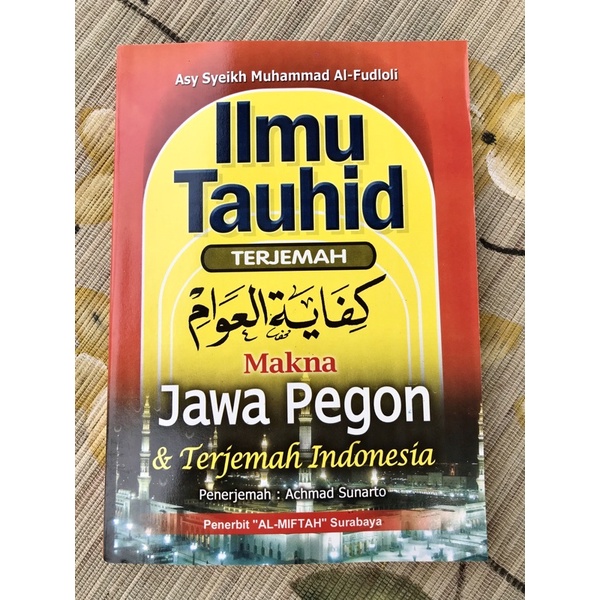 Asy Syeikh Muhammad Al-Fudloli
Ilmu
Tauhid
TERJEMAH
كفاية العوام
Makna
Jawa Pegon
& Terjemah Indonesia
Penerjemah : Achmad Sunarto
Penerbit "AL-MIFTAH" Surabaya